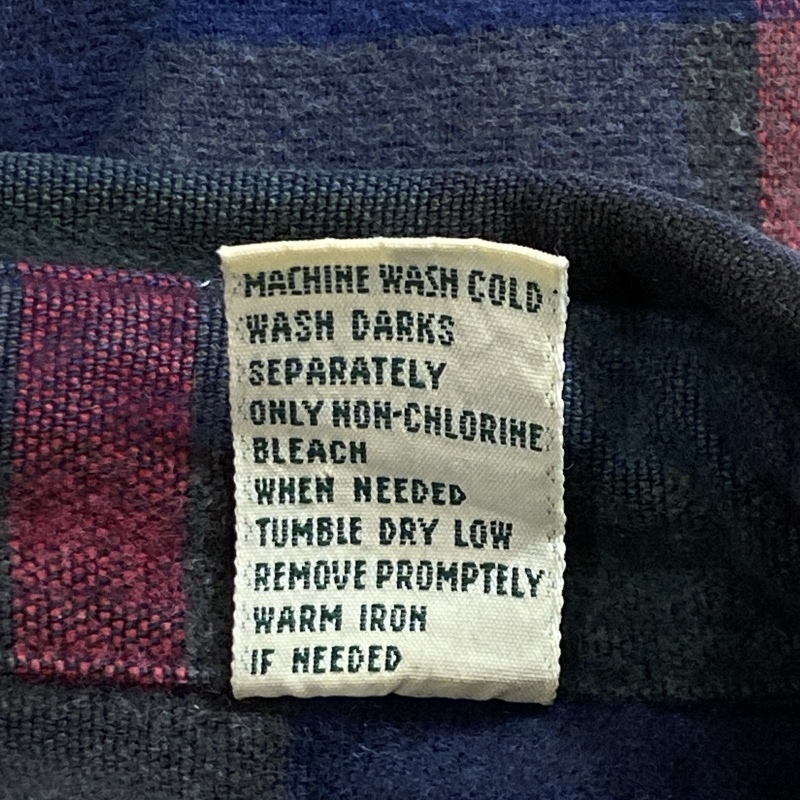 MACHINE WASH COLD
WASH DARKS
SEPARATELY
ONLY NON-CHLORINE
BLEACH
WHEN NEEDED
TUMBLE DRY LOW
REMOVE PROMPTELY
WARM IRON
IF NEEDED